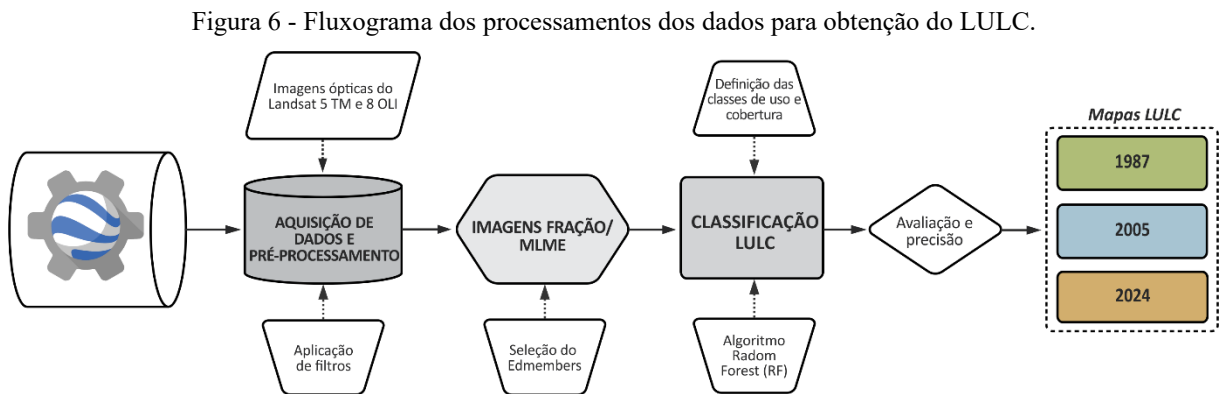 Figura 6 - Fluxograma dos processamentos dos dados para obtenção do LULC.
Imagens ópticas do
Landsat 5 TM e 8 OLI
AQUISIÇÃO DE
DADOS E
PRÉ-PROCESSAMENTO
Aplicação
de filtros
IMAGENS FRAÇÃO/
MLME
Seleção do
Edmembers
Definição das
classes de uso e
cobertura
CLASSIFICAÇÃO
LULC
Algoritmo
Radom
Forest (RF)
Avaliação e
precisão
Mapas LULC
1987
2005
2024